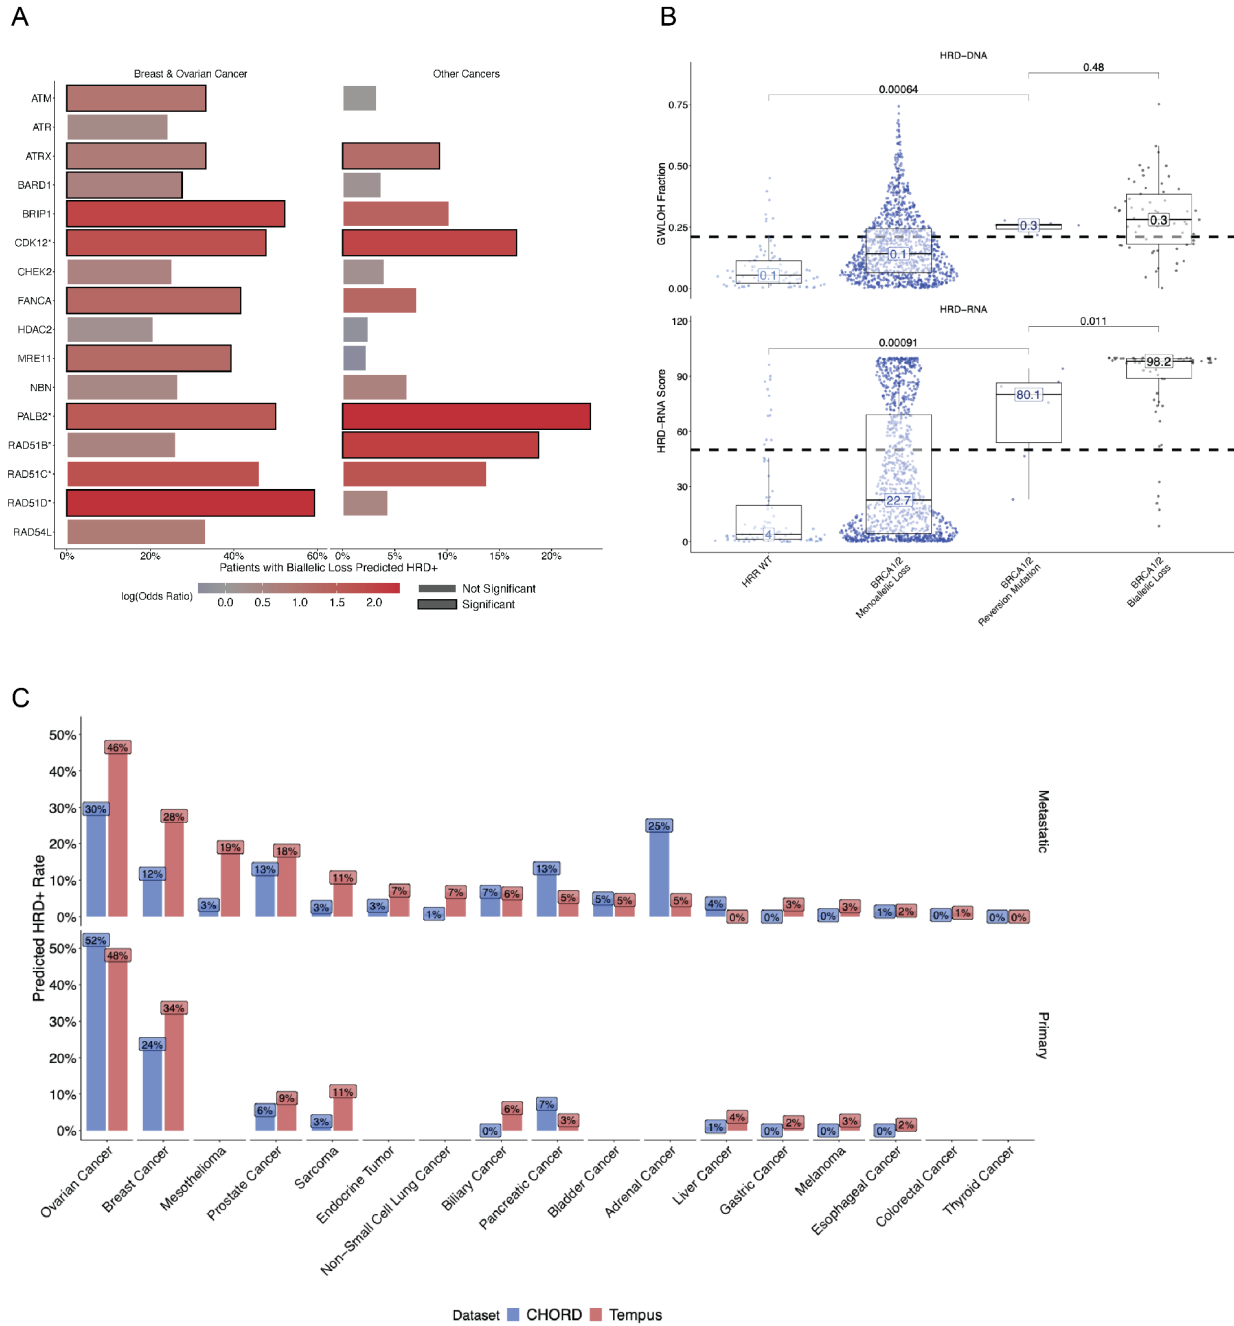 A
B
Breast & Ovarian Cancer
Other Cancers
ATM
ATR
ATRX
BARD1
BRIP1
CDK12*
CHEK2
FANCA
HDAC2
MRE11
NBN
PALB2*
RAD51B*
RAD51C*
RAD51D*
RAD54L
0% 20% 40% 60% 0% 5% 10% 15% 20%
Patients with Biallelic Loss Predicted HRD+
log(Odds Ratio)
0.0 0.5 1.0 1.5 2.0
Not Significant
Significant
HRD-DNA
0.48
0.00064
0.75
0.50
0.25
0.00
GWLOH Fraction
0.1
0.1
0.3
0.3
HRD-RNA
0.011
0.00091
120
90
60
30
0
HRD-RNA Score
4
22.7
80.1
98.2
HRR WT
BRCA1/2
Monoallelic Loss
BRCA1/2
Reversion Mutation
BRCA1/2
Biallelic Loss
C
Predicted HRD+ Rate
50%
40%
30%
20%
10%
0%
30% 46%
12% 28%
3% 19%
13% 18%
3% 11%
3% 7%
1% 7%
7% 6%
13% 5%
5% 5%
25% 5%
4% 0%
0% 3%
0% 3%
1% 2%
0% 1%
0% 0%
Metastatic
50%
40%
30%
20%
10%
0%
52% 48%
24% 34%
6% 9%
3% 11%
0% 6%
7% 3%
1% 4%
0% 2%
0% 3%
0% 2%
Primary
Ovarian Cancer
Breast Cancer
Mesothelioma
Prostate Cancer
Sarcoma
Endocrine Tumor
Non-Small Cell Lung Cancer
Biliary Cancer
Pancreatic Cancer
Bladder Cancer
Adrenal Cancer
Liver Cancer
Gastric Cancer
Melanoma
Esophageal Cancer
Colorectal Cancer
Thyroid Cancer
Dataset CHORD Tempus